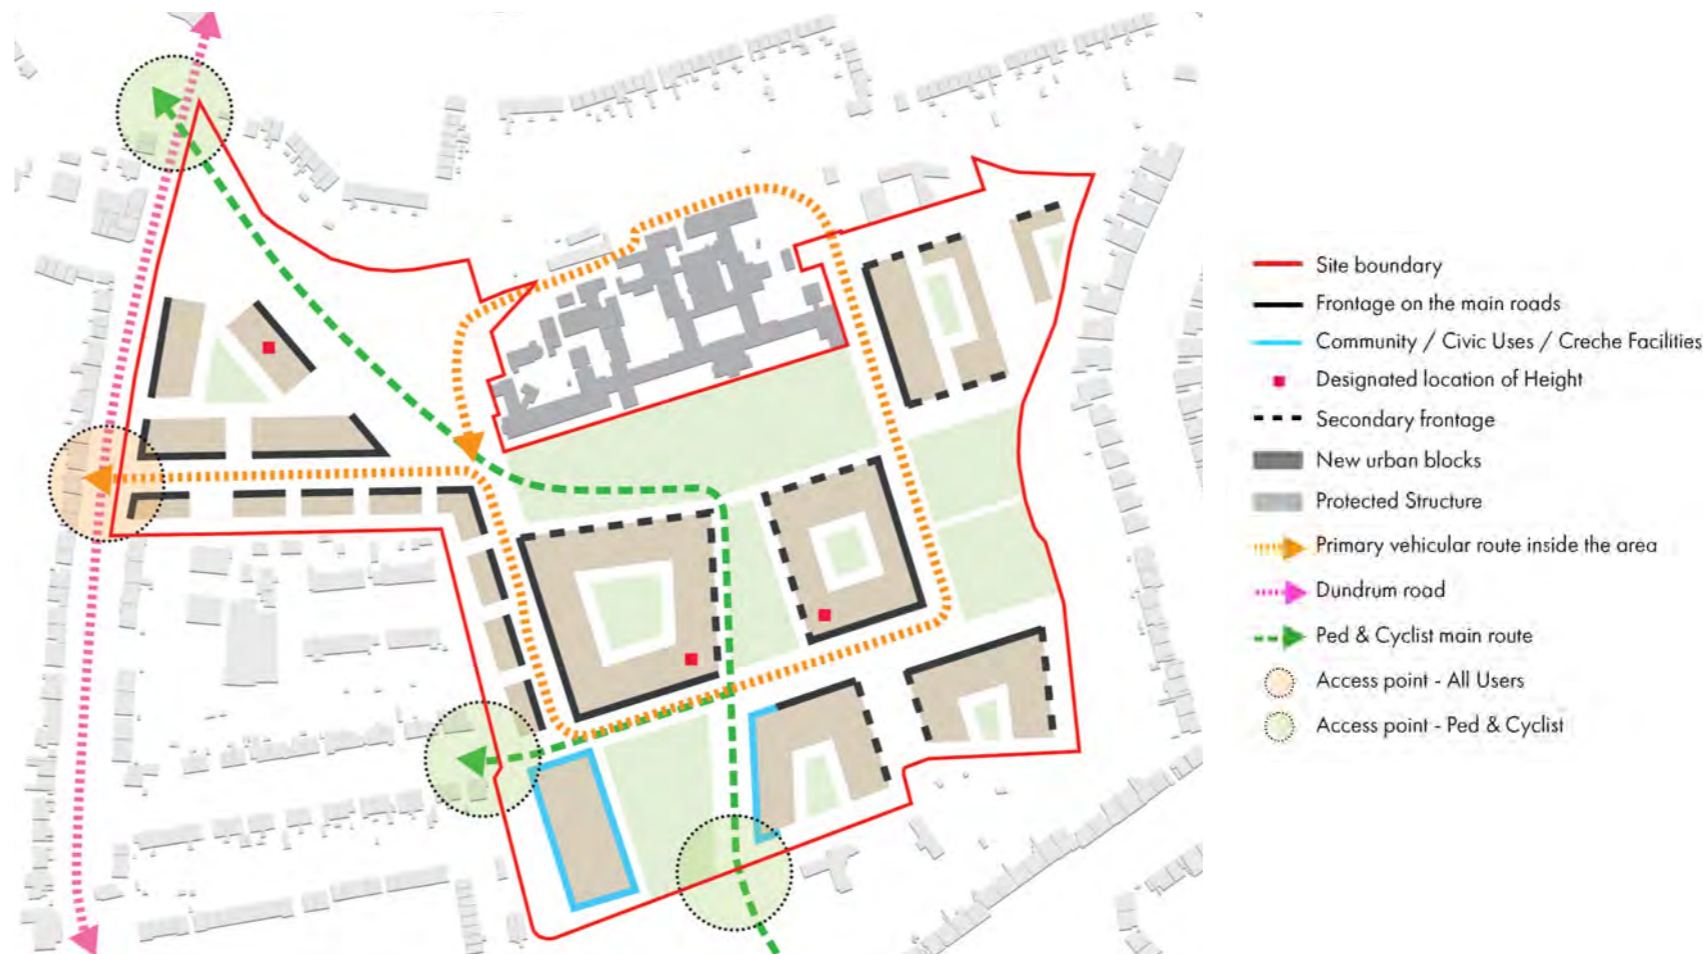 Site boundary
Frontage on the main roads
Community / Civic Uses / Creche Facilities
Designated location of Height
Secondary frontage
New urban blocks
Protected Structure
Primary vehicular route inside the area
Dundrum road
Ped & Cyclist main route
Access point - All Users
Access point - Ped & Cyclist